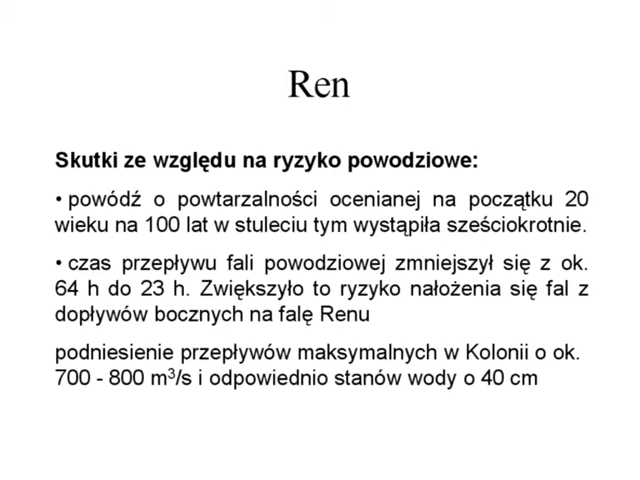 Ren
Skutki ze względu na ryzyko powodziowe:
• powódź o powtarzalności ocenianej na początku 20
wieku na 100 lat w stuleciu tym wystąpiła sześciokrotnie.
• czas przepływu fali powodziowej zmniejszył się z ok.
64 h do 23 h. Zwiększyło to ryzyko nałożenia się fal z
dopływów bocznych na falę Renu
podniesienie przepływów maksymalnych w Kolonii o ok.
700 - 800 m³/s i odpowiednio stanów wody o 40 cm